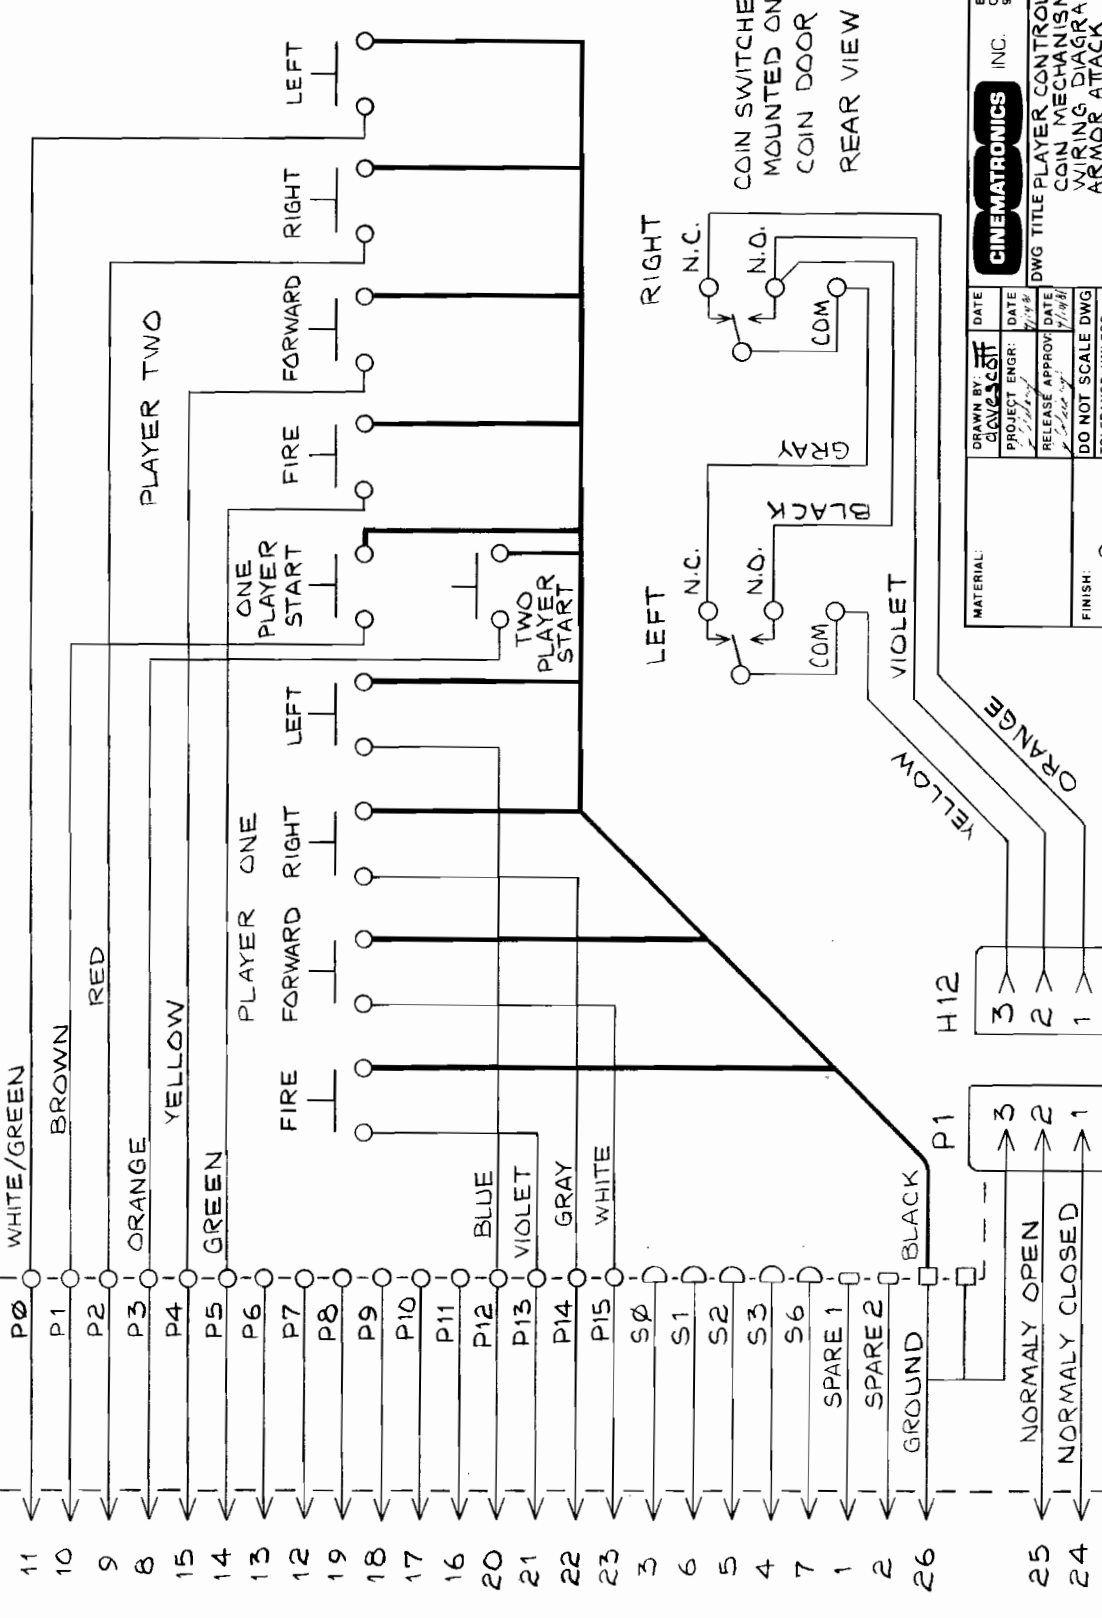 COIN SWITCHE
MOUNTED ON
COIN DOOR
REAR VIEW
PLAYER TWO
LEFT
RIGHT
FORWARD
FIRE
ONE
PLAYER
START
TWO
PLAYER
START
PLAYER ONE
LEFT
RIGHT
FORWARD
FIRE
WHITE/GREEN
BROWN
RED
ORANGE
YELLOW
GREEN
BLUE
VIOLET
GRAY
WHITE
BLACK
11 PØ
10 P1
9 P2
8 P3
15 P4
14 P5
13 P6
12 P7
19 P8
18 P9
17 P10
16 P11
20 P12
21 P13
22 P14
23 P15
3 SØ
6 S1
5 S2
4 S3
7 S6
1 SPARE 1
2 SPARE 2
26 GROUND
25 NORMALY OPEN
24 NORMALY CLOSED
P1
3
2
1
H12
3
2
1
LEFT
N.C.
N.O.
COM
RIGHT
N.C.
N.O.
COM
GRAY
BLACK
VIOLET
YELLOW
ORANGE
MATERIAL:
FINISH:
DRAWN BY: davescott
DATE
PROJECT ENGR:
DATE
RELEASE APPROV:
DATE
DO NOT SCALE DWG
CINEMATRONICS INC.
DWG TITLE PLAYER CONTROL
COIN MECHANISM
WIRING DIAGRA
ARMOR ATTACK